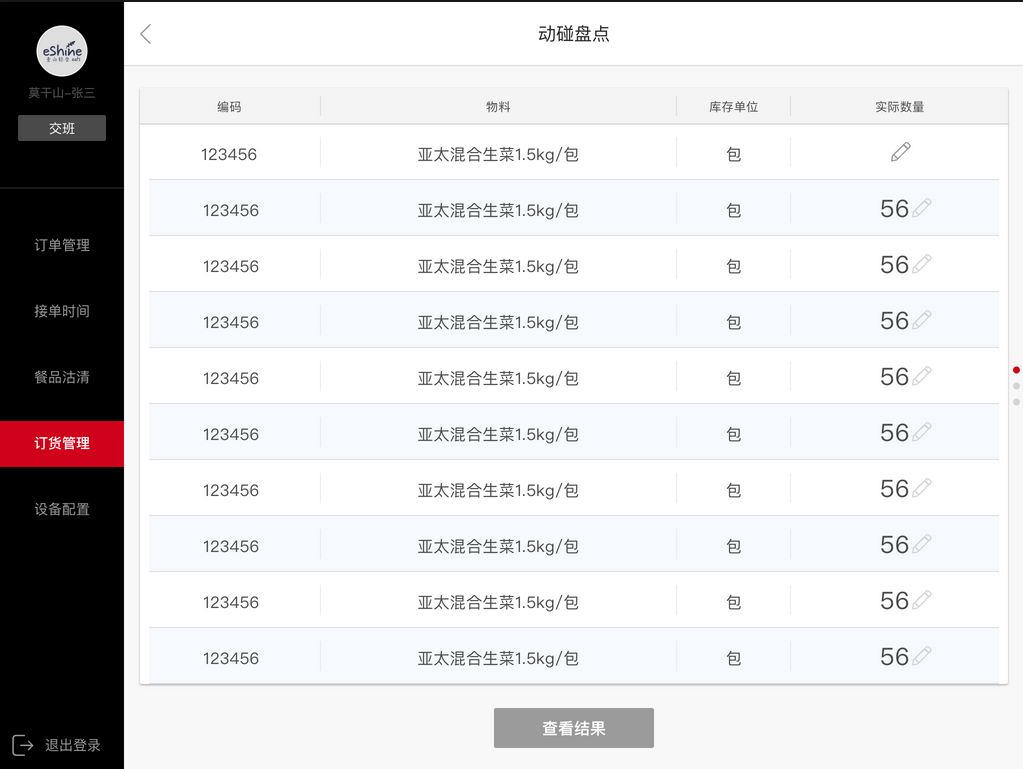 动碰盘点
eShine
莫干山-张三
交班
订单管理
接单时间
餐品沽清
订货管理
设备配置
退出登录
编码 物料 库存单位 实际数量
123456 亚太混合生菜1.5kg/包 包
123456 亚太混合生菜1.5kg/包 包 56
123456 亚太混合生菜1.5kg/包 包 56
123456 亚太混合生菜1.5kg/包 包 56
123456 亚太混合生菜1.5kg/包 包 56
123456 亚太混合生菜1.5kg/包 包 56
123456 亚太混合生菜1.5kg/包 包 56
123456 亚太混合生菜1.5kg/包 包 56
123456 亚太混合生菜1.5kg/包 包 56
123456 亚太混合生菜1.5kg/包 包 56
查看结果